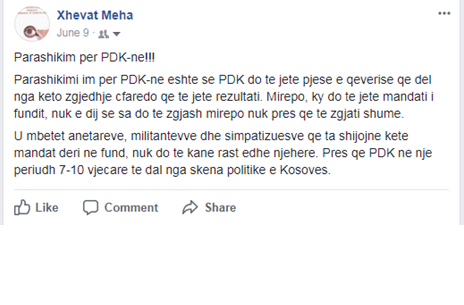 Xhevat Meha
June 9 ·
Parashikim per PDK-ne!!!
Parashikimi im per PDK-ne eshte se PDK do te jete pjese e qeverise qe del
nga keto zgjedhje cfaredo qe te jete rezultati. Mirepo, ky do te jete mandati i
fundit, nuk e dij se sa do te zgjash mirepo nuk pres qe te zgjati shume.
U mbetet anetareve, militantevve dhe simpatizuesve qe ta shijojne kete
mandat deri ne fund, nuk do te kane rast edhe njehere. Pres qe PDK ne nje
periudh 7-10 vjecare te dal nga skena politike e Kosoves.
Like Comment Share